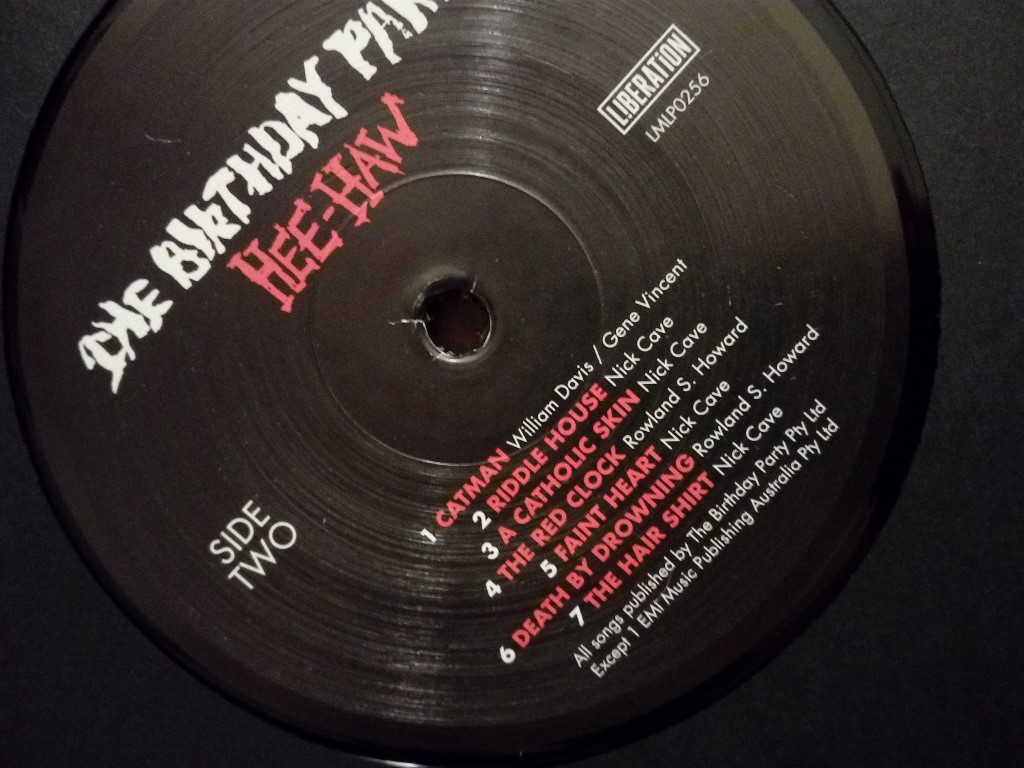 THE BIRTHDAY PAR
HEE-HAW
LIBERATION
LMLP0256
SIDE
TWO
1 CATMAN William Davis / Gene Vincent
2 RIDDLE HOUSE Nick Cave
3 A CATHOLIC SKIN Nick Cave
4 THE RED CLOCK Rowland S. Howard
5 FAINT HEART Nick Cave
6 DEATH BY DROWNING Rowland S. Howard
7 THE HAIR SHIRT Nick Cave
All songs published by The Birthday Party Pty Ltd
Except 1 EMI Music Publishing Australia Pty Ltd